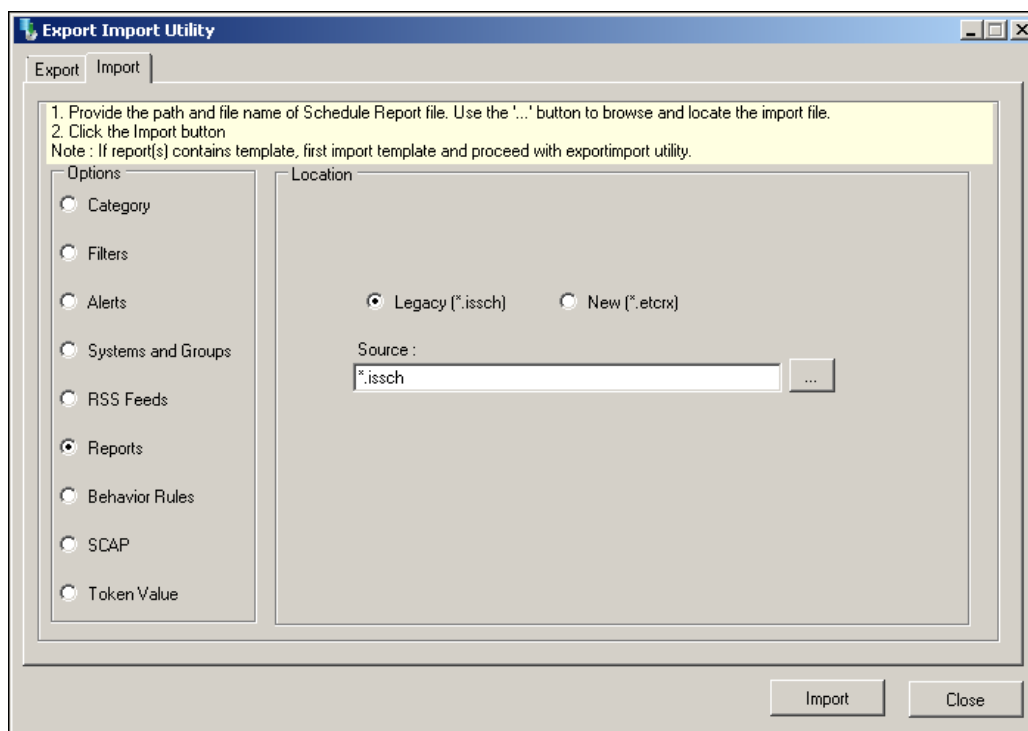 Export Import Utility
Export
Import
1. Provide the path and file name of Schedule Report file. Use the '...' button to browse and locate the import file.
2. Click the Import button
Note : If report(s) contains template, first import template and proceed with exportimport utility.
Options
Category
Filters
Alerts
Systems and Groups
RSS Feeds
Reports
Behavior Rules
SCAP
Token Value
Location
Legacy (*.issch)
New (*.etcrx)
Source :
*.issch
...
Import
Close